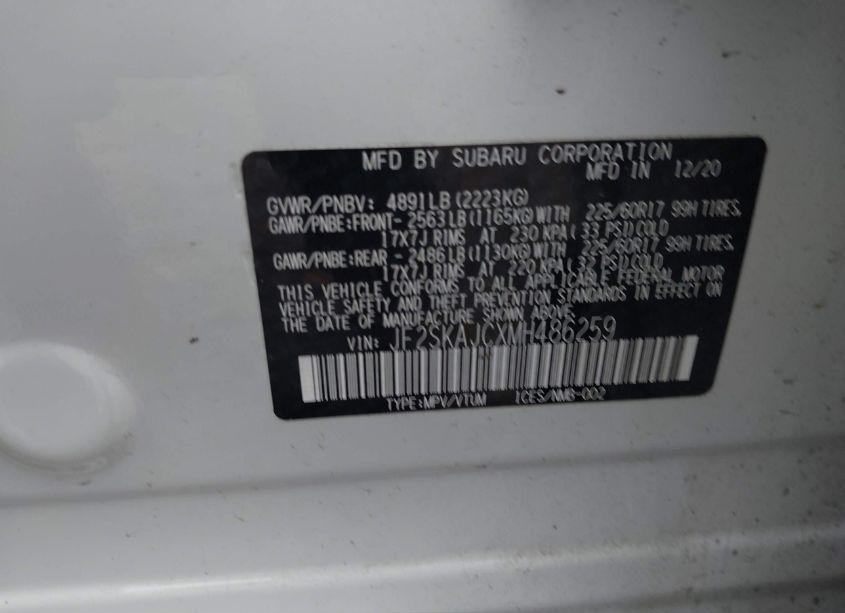 MFD BY SUBARU CORPORATION
MFD IN 12/20
GVWR/PNBV: 4891LB (2223KG)
GAWR/PNBE:FRONT- 2563LB(1165KG)WITH 225/60R17 99H TIRES,
17X7J RIMS AT 230 KPA( 33 PSI)COLD
GAWR/PNBE:REAR - 2486LB(1130KG)WITH 225/60R17 99H TIRES,
17X7J RIMS AT 220 KPA( 32 PSI)COLD
THIS VEHICLE CONFORMS TO ALL APPLICABLE FEDERAL MOTOR
VEHICLE SAFETY AND THEFT PREVENTION STANDARDS IN EFFECT ON
THE DATE OF MANUFACTURE SHOWN ABOVE.
VIN: JF2SKAJCXMH486259
TYPE:MPV/VTUM ICES/NMB-002